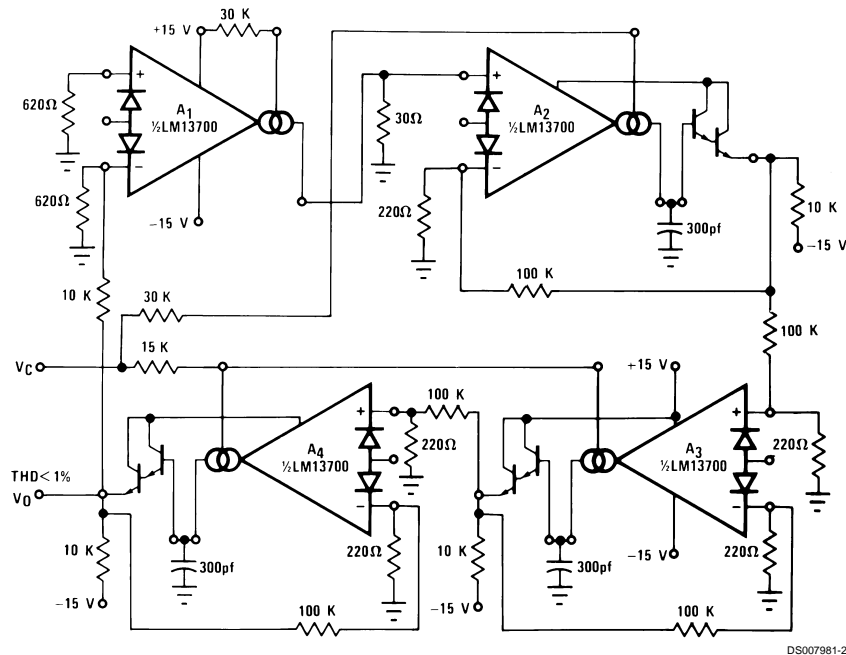 30 K
+15 V
620Ω
+
A1
½LM13700
−
620Ω
−15 V
30Ω
+
A2
½LM13700
−
220Ω
300pf
10 K
−15 V
10 K
30 K
100 K
100 K
VC
15 K
+15 V
100 K
+
A4
½LM13700
−
220Ω
+
A3
½LM13700
−
220Ω
THD<1%
VO
10 K
−15 V
300pf
220Ω
10 K
−15 V
300pf
−15 V
220Ω
100 K
100 K
DS007981-2